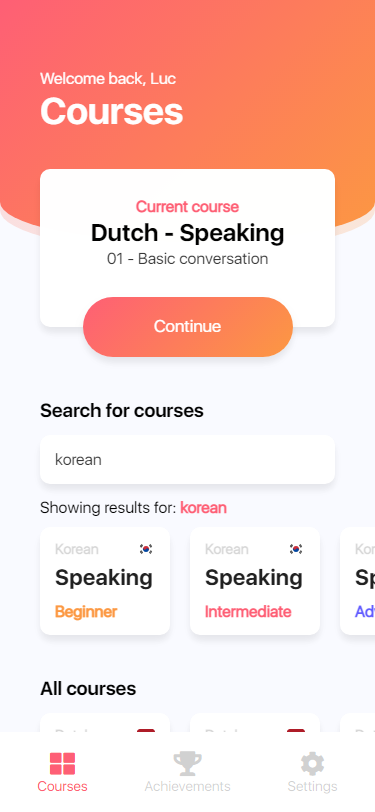 Welcome back, Luc
Courses
Current course
Dutch - Speaking
01 - Basic conversation
Continue
Search for courses
korean
Showing results for: korean
Korean Korean
Speaking Speaking
Beginner Intermediate
All courses
Courses Achievements Settings